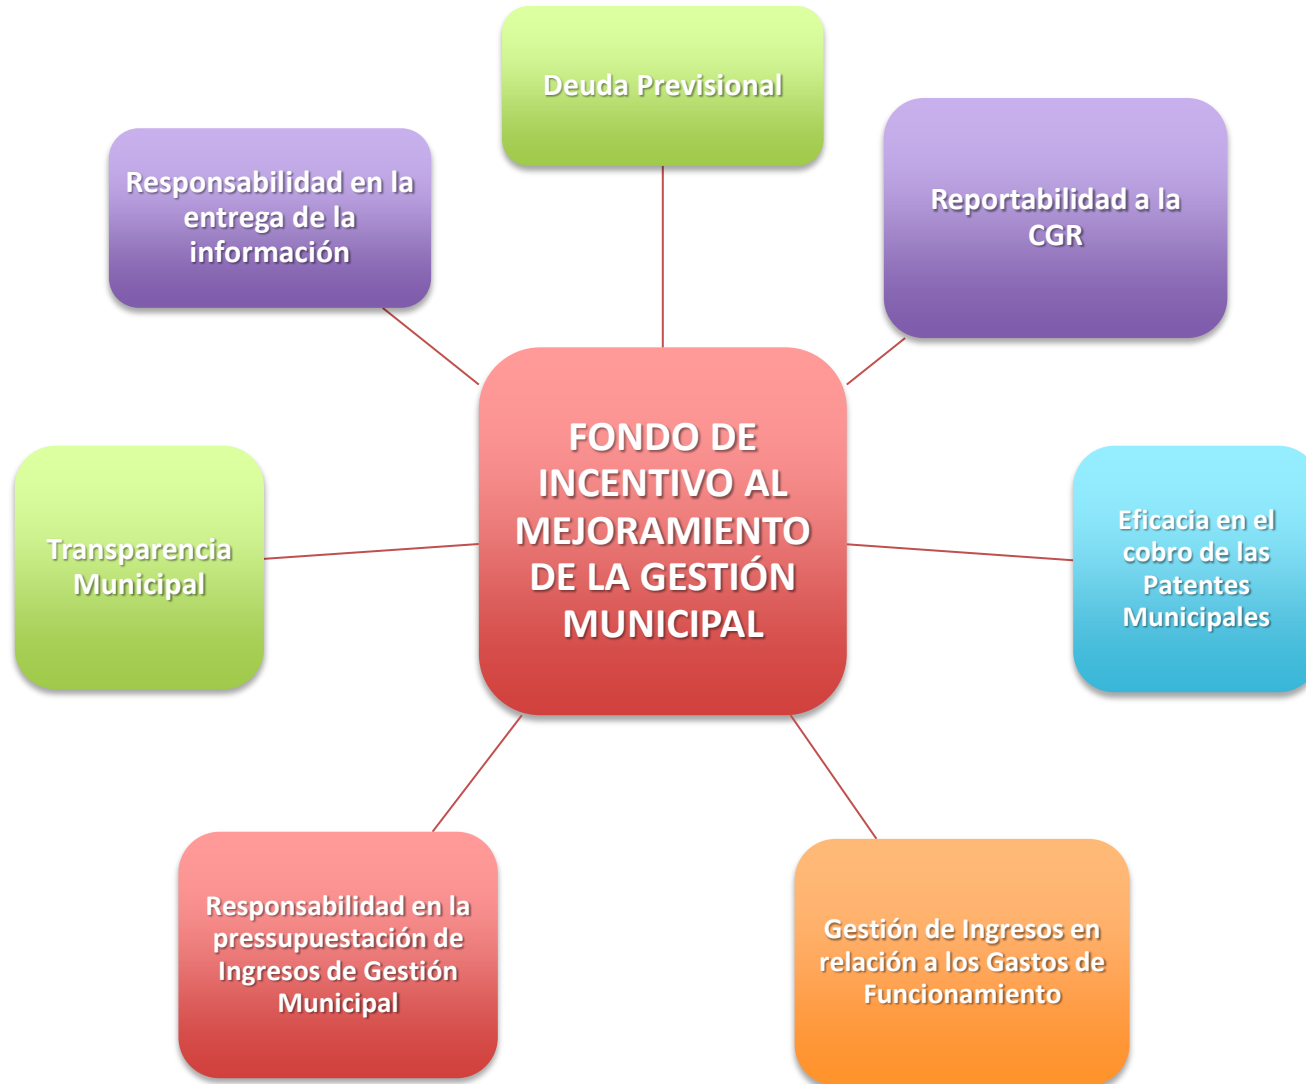 Deuda Previsional
Responsabilidad en la
entrega de la
información
Reportabilidad a la
CGR
FONDO DE
INCENTIVO AL
MEJORAMIENTO
DE LA GESTIÓN
MUNICIPAL
Transparencia
Municipal
Eficacia en el
cobro de las
Patentes
Municipales
Responsabilidad en la
pressupuestación de
Ingresos de Gestión
Municipal
Gestión de Ingresos en
relación a los Gastos de
Funcionamiento